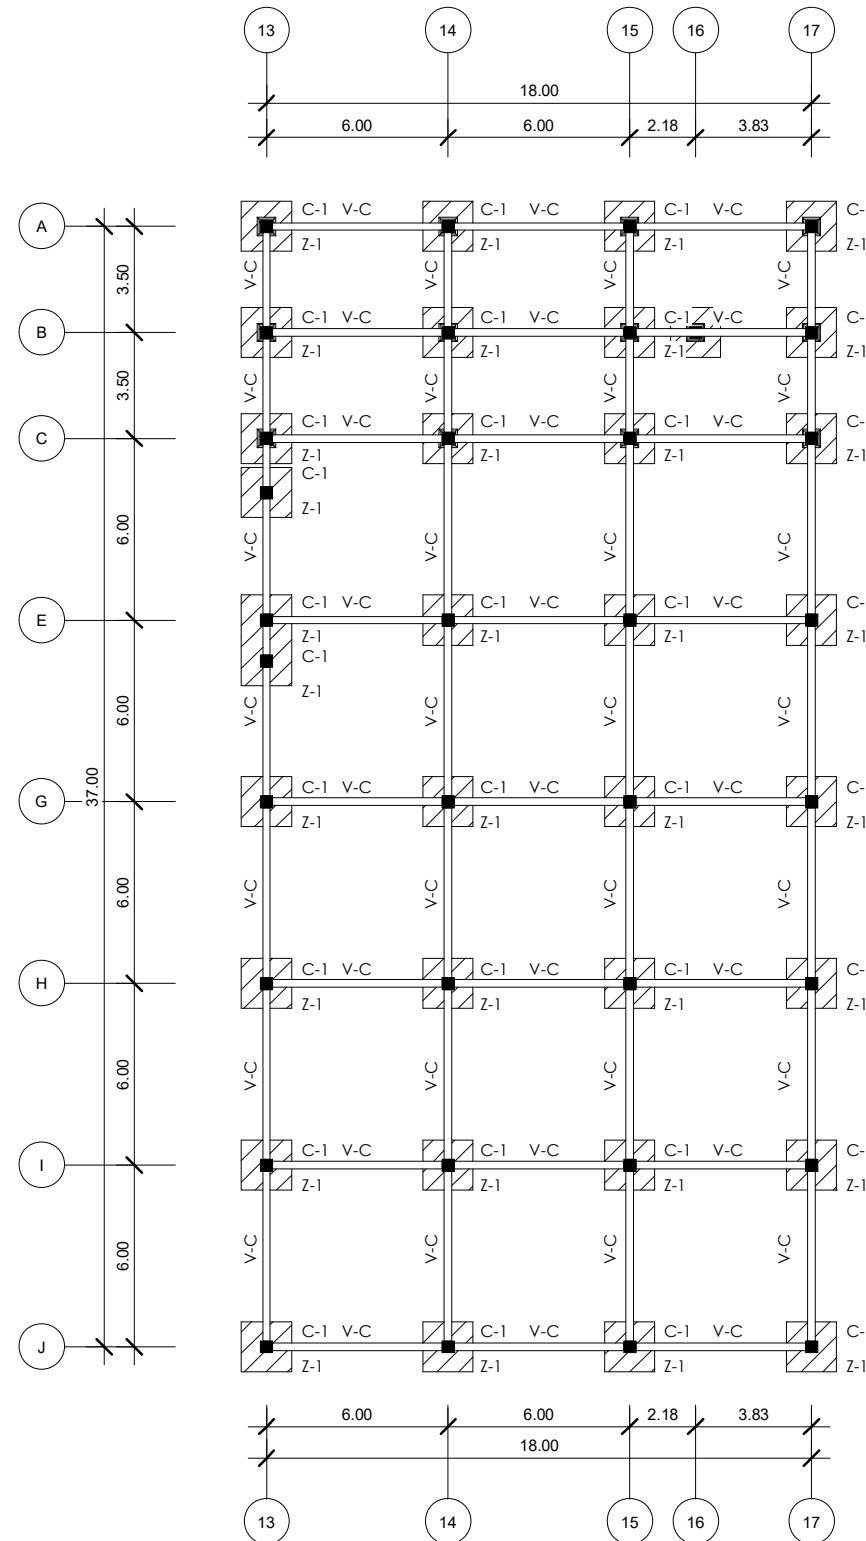 13 14 15 16 17
18.00
6.00 6.00 2.18 3.83
A C-1 V-C C-1 V-C C-1 V-C C-
Z-1 Z-1 Z-1 Z-1
3.50 V-C V-C V-C V-C
B C-1 V-C C-1 V-C C-1 V-C C-
Z-1 Z-1 Z-1 Z-1
3.50 V-C V-C V-C V-C
C C-1 V-C C-1 V-C C-1 V-C C-
Z-1 Z-1 Z-1 Z-1
C-1
Z-1
6.00 V-C V-C V-C V-C
E C-1 V-C C-1 V-C C-1 V-C C-
Z-1 Z-1 Z-1 Z-1
C-1
Z-1
6.00 V-C V-C V-C V-C
37.00
G C-1 V-C C-1 V-C C-1 V-C C-
Z-1 Z-1 Z-1 Z-1
6.00 V-C V-C V-C V-C
H C-1 V-C C-1 V-C C-1 V-C C-
Z-1 Z-1 Z-1 Z-1
6.00 V-C V-C V-C V-C
I C-1 V-C C-1 V-C C-1 V-C C-
Z-1 Z-1 Z-1 Z-1
6.00 V-C V-C V-C V-C
J C-1 V-C C-1 V-C C-1 V-C C-
Z-1 Z-1 Z-1 Z-1
6.00 6.00 2.18 3.83
18.00
13 14 15 16 17